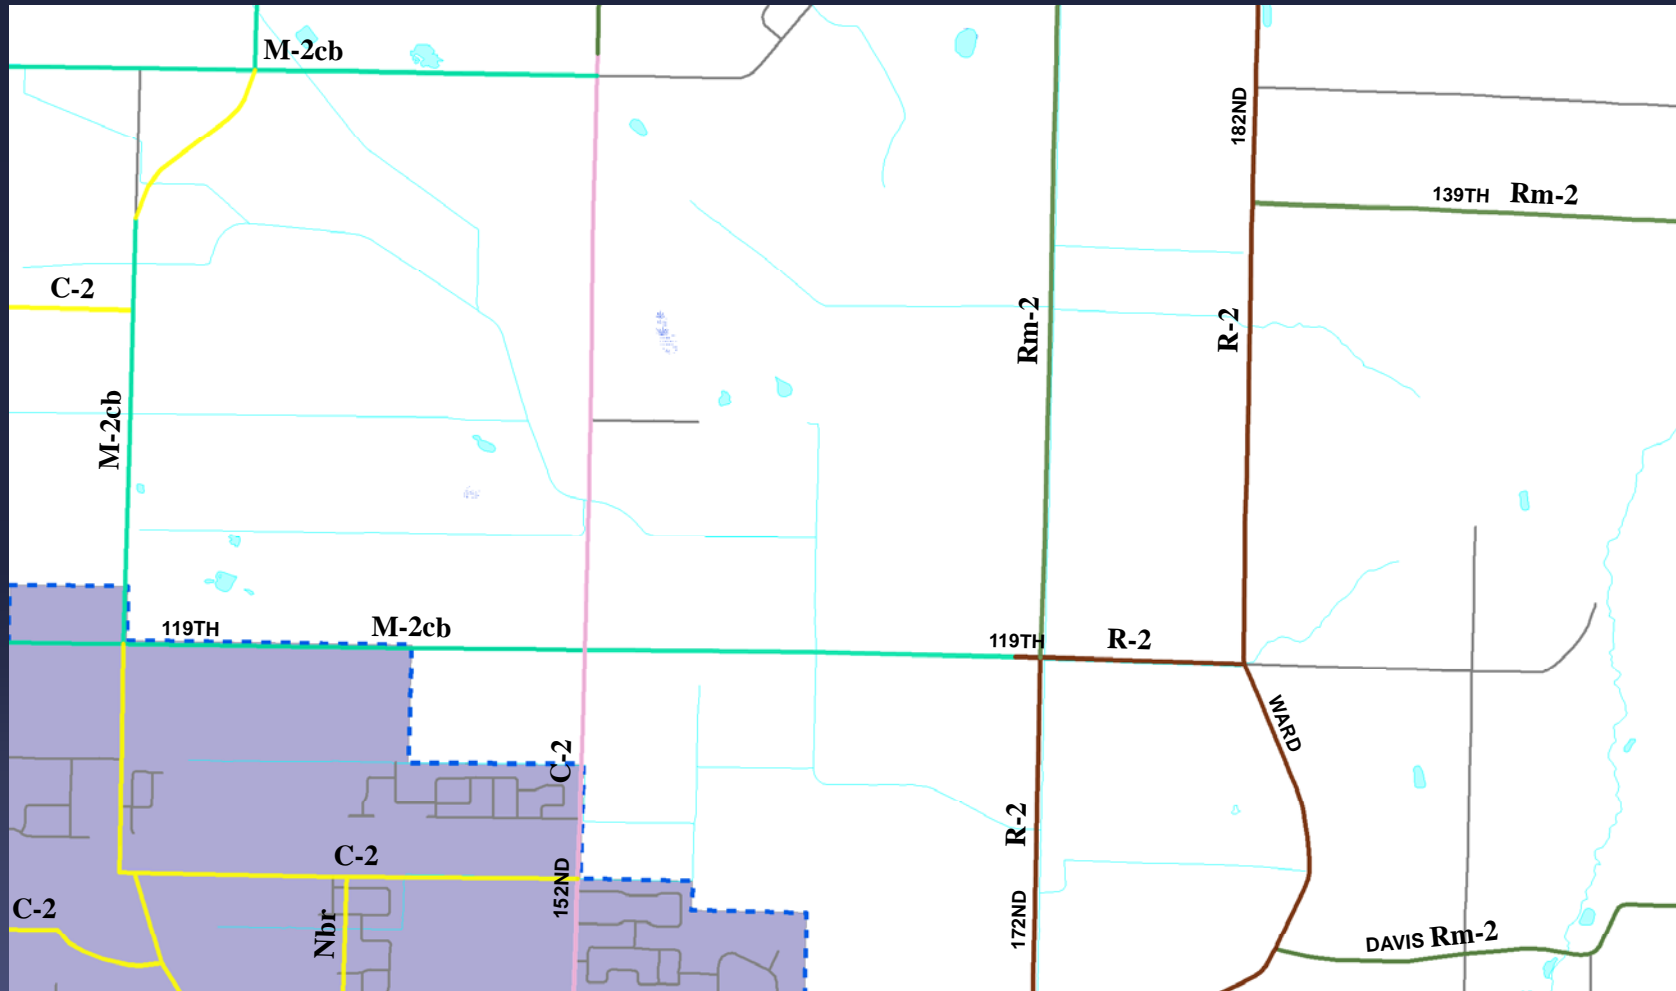 M-2cb
182ND
139TH Rm-2
C-2
Rm-2
R-2
M-2cb
119TH
M-2cb
119TH
R-2
WARD
C-2
R-2
C-2
152ND
C-2
Nbr
172ND
DAVIS Rm-2